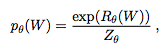 p_θ(W) = exp(R_θ(W)) / Z_θ ,